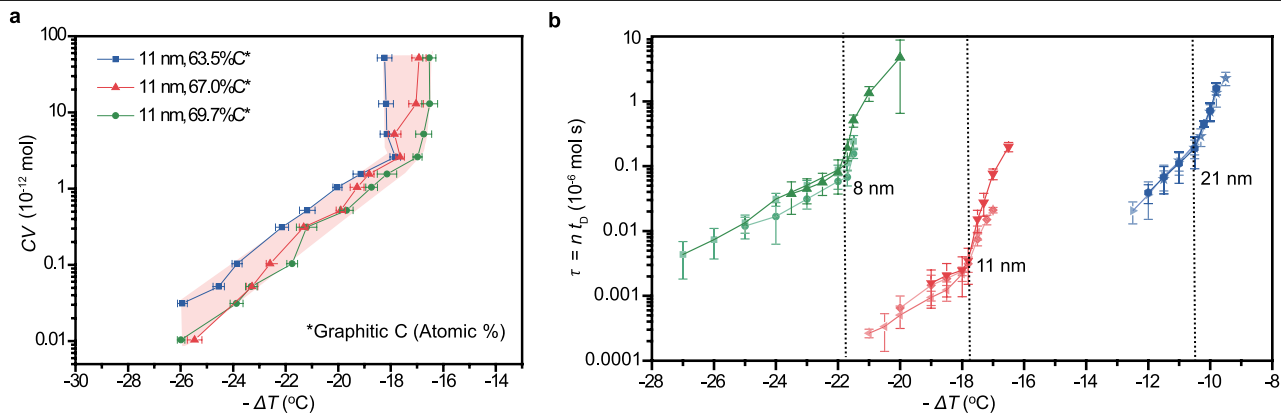 a
CV (10⁻¹² mol)
100
10
1
0.1
0.01
11 nm, 63.5%C*
11 nm, 67.0%C*
11 nm, 69.7%C*
*Graphitic C (Atomic %)
-30 -28 -26 -24 -22 -20 -18 -16 -14
- ΔT (°C)
b
τ = n t_D (10⁻⁶ mol s)
10
1
0.1
0.01
0.001
0.0001
8 nm
11 nm
21 nm
-28 -26 -24 -22 -20 -18 -16 -14 -12 -10 -8
- ΔT (°C)